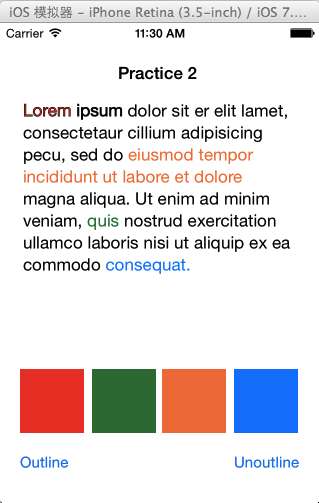 iOS 模拟器 – iPhone Retina (3.5-inch) / iOS 7....
Carrier 11:30 AM
Practice 2
Lorem ipsum dolor sit er elit lamet,
consectetaur cillium adipisicing
pecu, sed do eiusmod tempor
incididunt ut labore et dolore
magna aliqua. Ut enim ad minim
veniam, quis nostrud exercitation
ullamco laboris nisi ut aliquip ex ea
commodo consequat.
Outline Unoutline